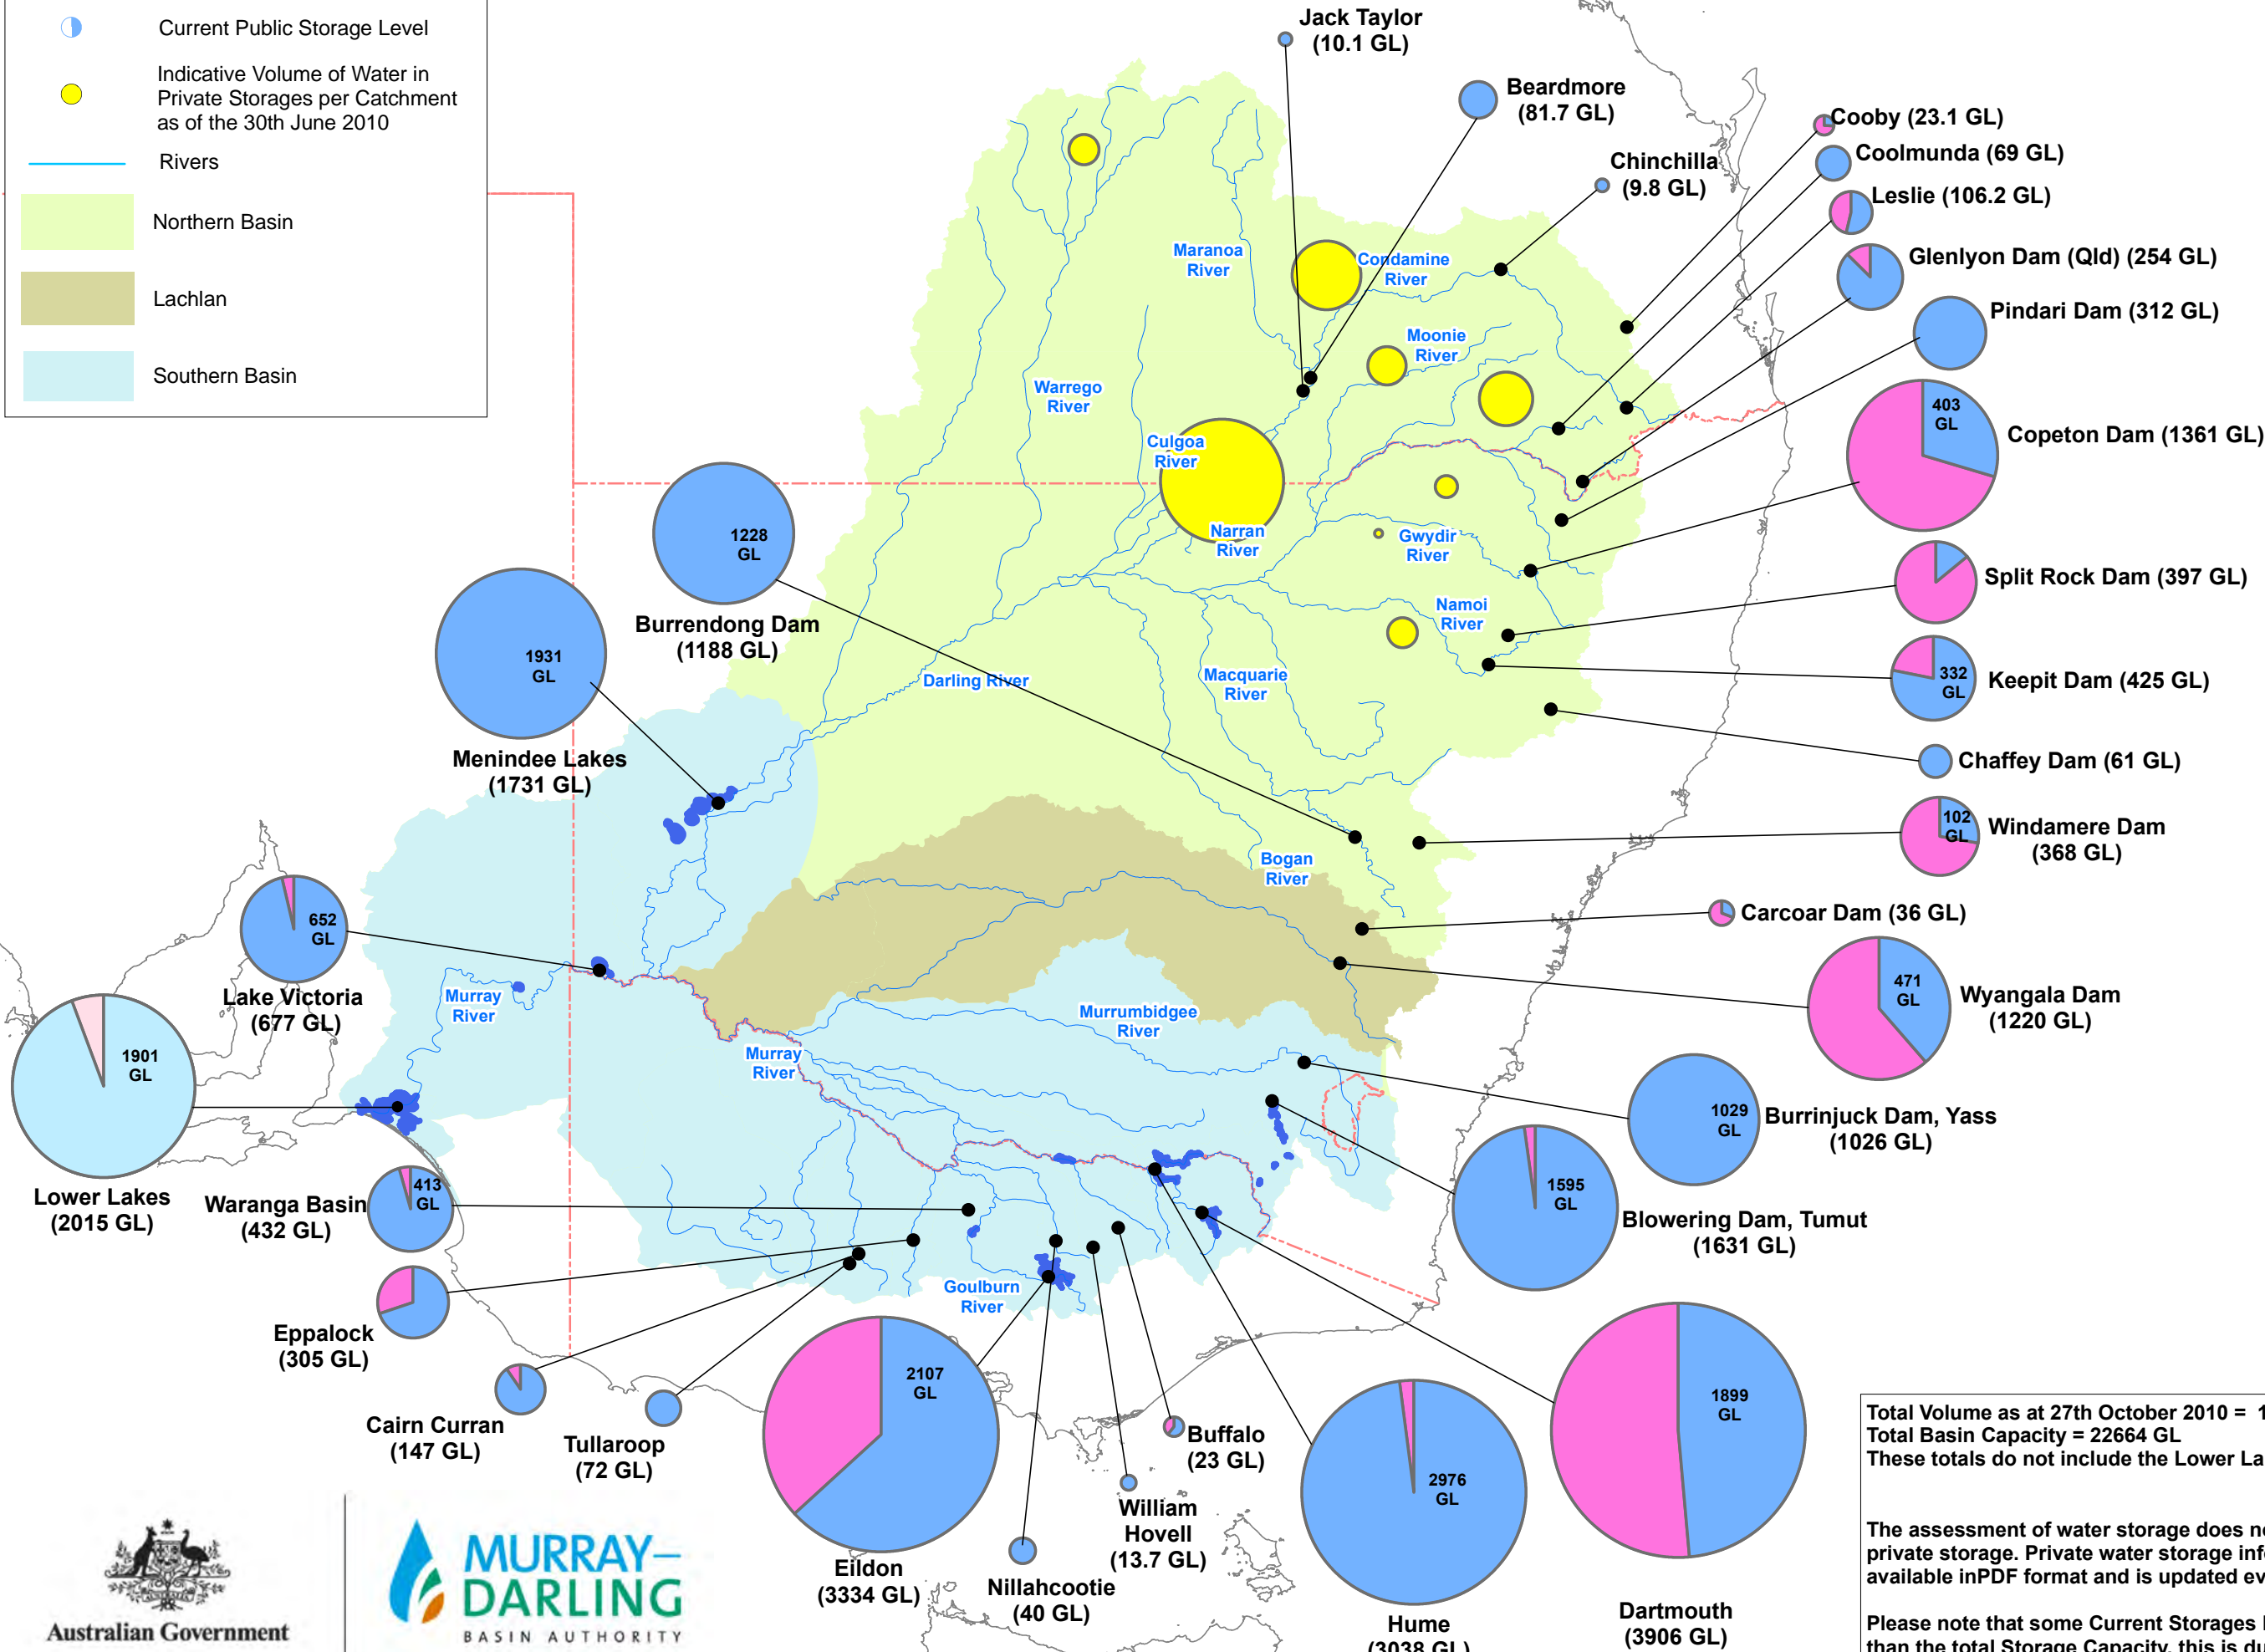 Current Public Storage Level
Indicative Volume of Water in
Private Storages per Catchment
as of the 30th June 2010
Rivers
Northern Basin
Lachlan
Southern Basin
Jack Taylor
(10.1 GL)
Beardmore
(81.7 GL)
Chinchilla
(9.8 GL)
Cooby (23.1 GL)
Coolmunda (69 GL)
Leslie (106.2 GL)
Glenlyon Dam (Qld) (254 GL)
Pindari Dam (312 GL)
403
GL
Copeton Dam (1361 GL)
Split Rock Dam (397 GL)
332
GL
Keepit Dam (425 GL)
Chaffey Dam (61 GL)
102
GL
Windamere Dam
(368 GL)
Carcoar Dam (36 GL)
471
GL
Wyangala Dam
(1220 GL)
1029
GL
Burrinjuck Dam, Yass
(1026 GL)
1595
GL
Blowering Dam, Tumut
(1631 GL)
Maranoa
River
Condamine
River
Moonie
River
Warrego
River
Culgoa
River
Narran
River
Gwydir
River
Namoi
River
Macquarie
River
Darling River
Bogan
River
Murrumbidgee
River
Murray
River
Murray
River
Goulburn
River
1228
GL
Burrendong Dam
(1188 GL)
1931
GL
Menindee Lakes
(1731 GL)
652
GL
Lake Victoria
(677 GL)
1901
GL
Lower Lakes
(2015 GL)
413
GL
Waranga Basin
(432 GL)
Eppalock
(305 GL)
Cairn Curran
(147 GL)
Tullaroop
(72 GL)
2107
GL
Eildon
(3334 GL)
Nillahcootie
(40 GL)
William
Hovell
(13.7 GL)
Buffalo
(23 GL)
2976
GL
Hume
(3038 GL)
1899
GL
Dartmouth
(3906 GL)
Total Volume as at 27th October 2010 = 1
Total Basin Capacity = 22664 GL
These totals do not include the Lower La
The assessment of water storage does n
private storage. Private water storage inf
available inPDF format and is updated ev
Please note that some Current Storages
than the total Storage Capacity, this is du
Australian Government
MURRAY–
DARLING
BASIN AUTHORITY